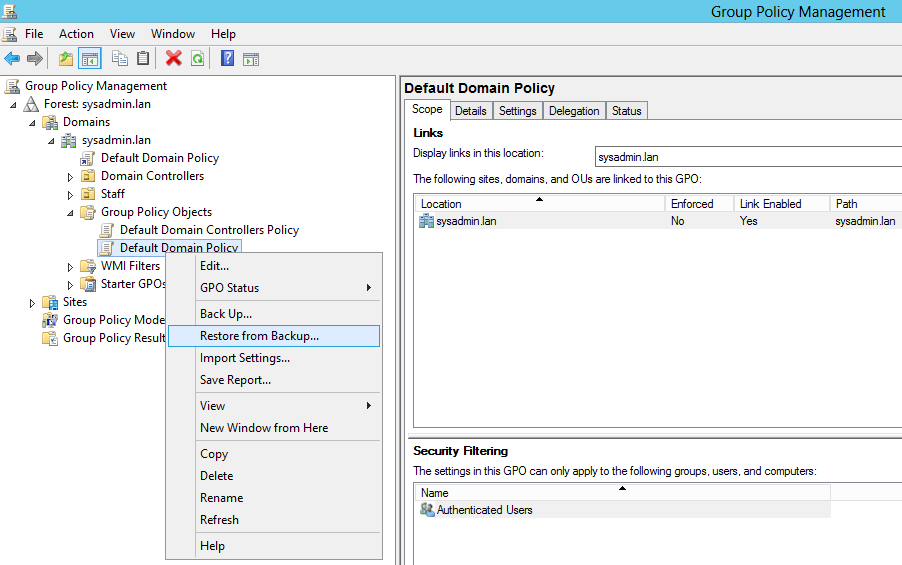 Group Policy Management
File Action View Window Help
Group Policy Management
Forest: sysadmin.lan
Domains
sysadmin.lan
Default Domain Policy
Domain Controllers
Staff
Group Policy Objects
Default Domain Controllers Policy
Default Domain Policy
WMI Filters
Starter GPOs
Sites
Group Policy Mode
Group Policy Result
Edit...
GPO Status
Back Up...
Restore from Backup...
Import Settings...
Save Report...
View
New Window from Here
Copy
Delete
Rename
Refresh
Help
Default Domain Policy
Scope Details Settings Delegation Status
Links
Display links in this location: sysadmin.lan
The following sites, domains, and OUs are linked to this GPO:
Location Enforced Link Enabled Path
sysadmin.lan No Yes sysadmin.lan
Security Filtering
The settings in this GPO can only apply to the following groups, users, and computers:
Name
Authenticated Users